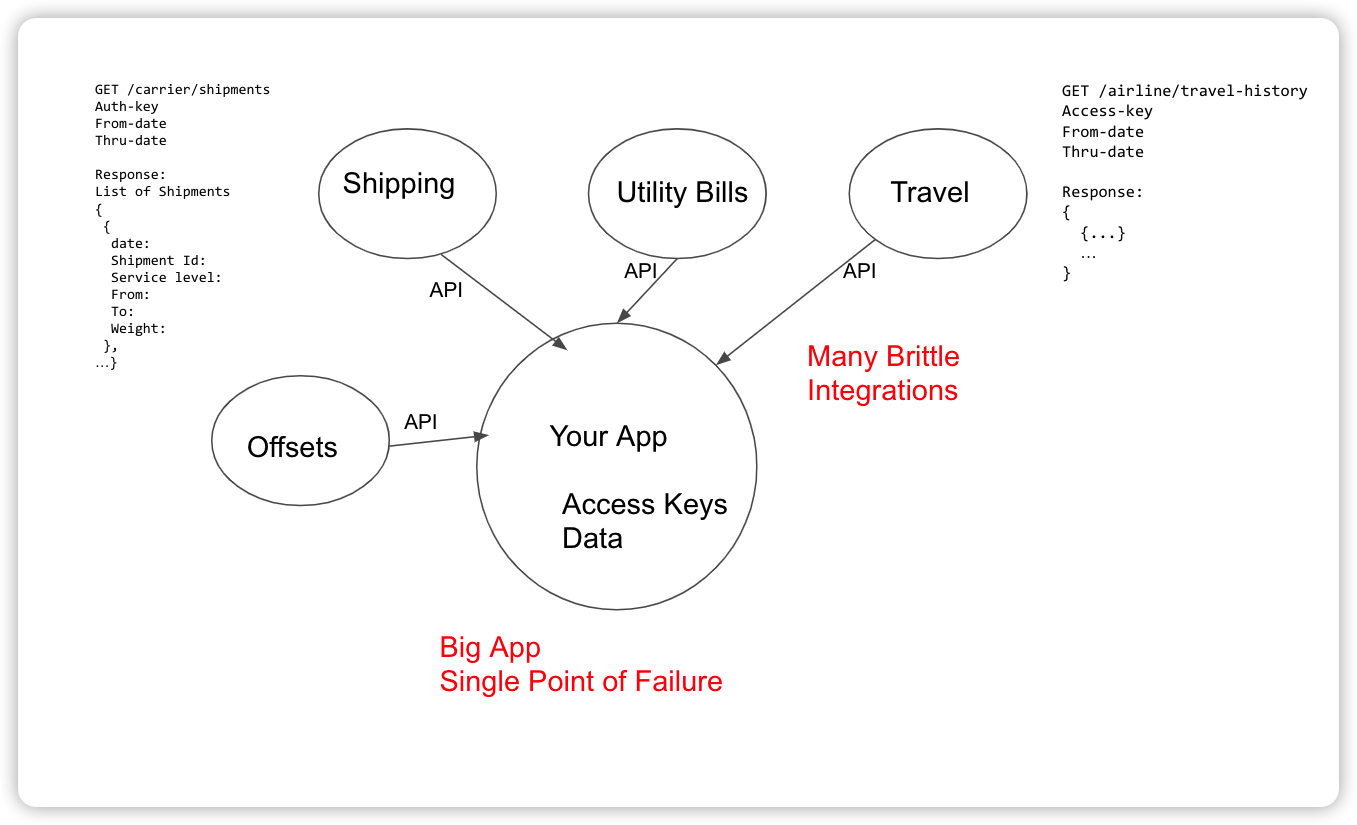 GET /carrier/shipments
Auth-key
From-date
Thru-date
Response:
List of Shipments
{
{
date:
Shipment Id:
Service level:
From:
To:
Weight:
},
...}
Shipping
Utility Bills
Travel
GET /airline/travel-history
Access-key
From-date
Thru-date
Response:
{
{...}
...
}
API
API
API
Many Brittle
Integrations
Offsets
API
Your App
Access Keys
Data
Big App
Single Point of Failure